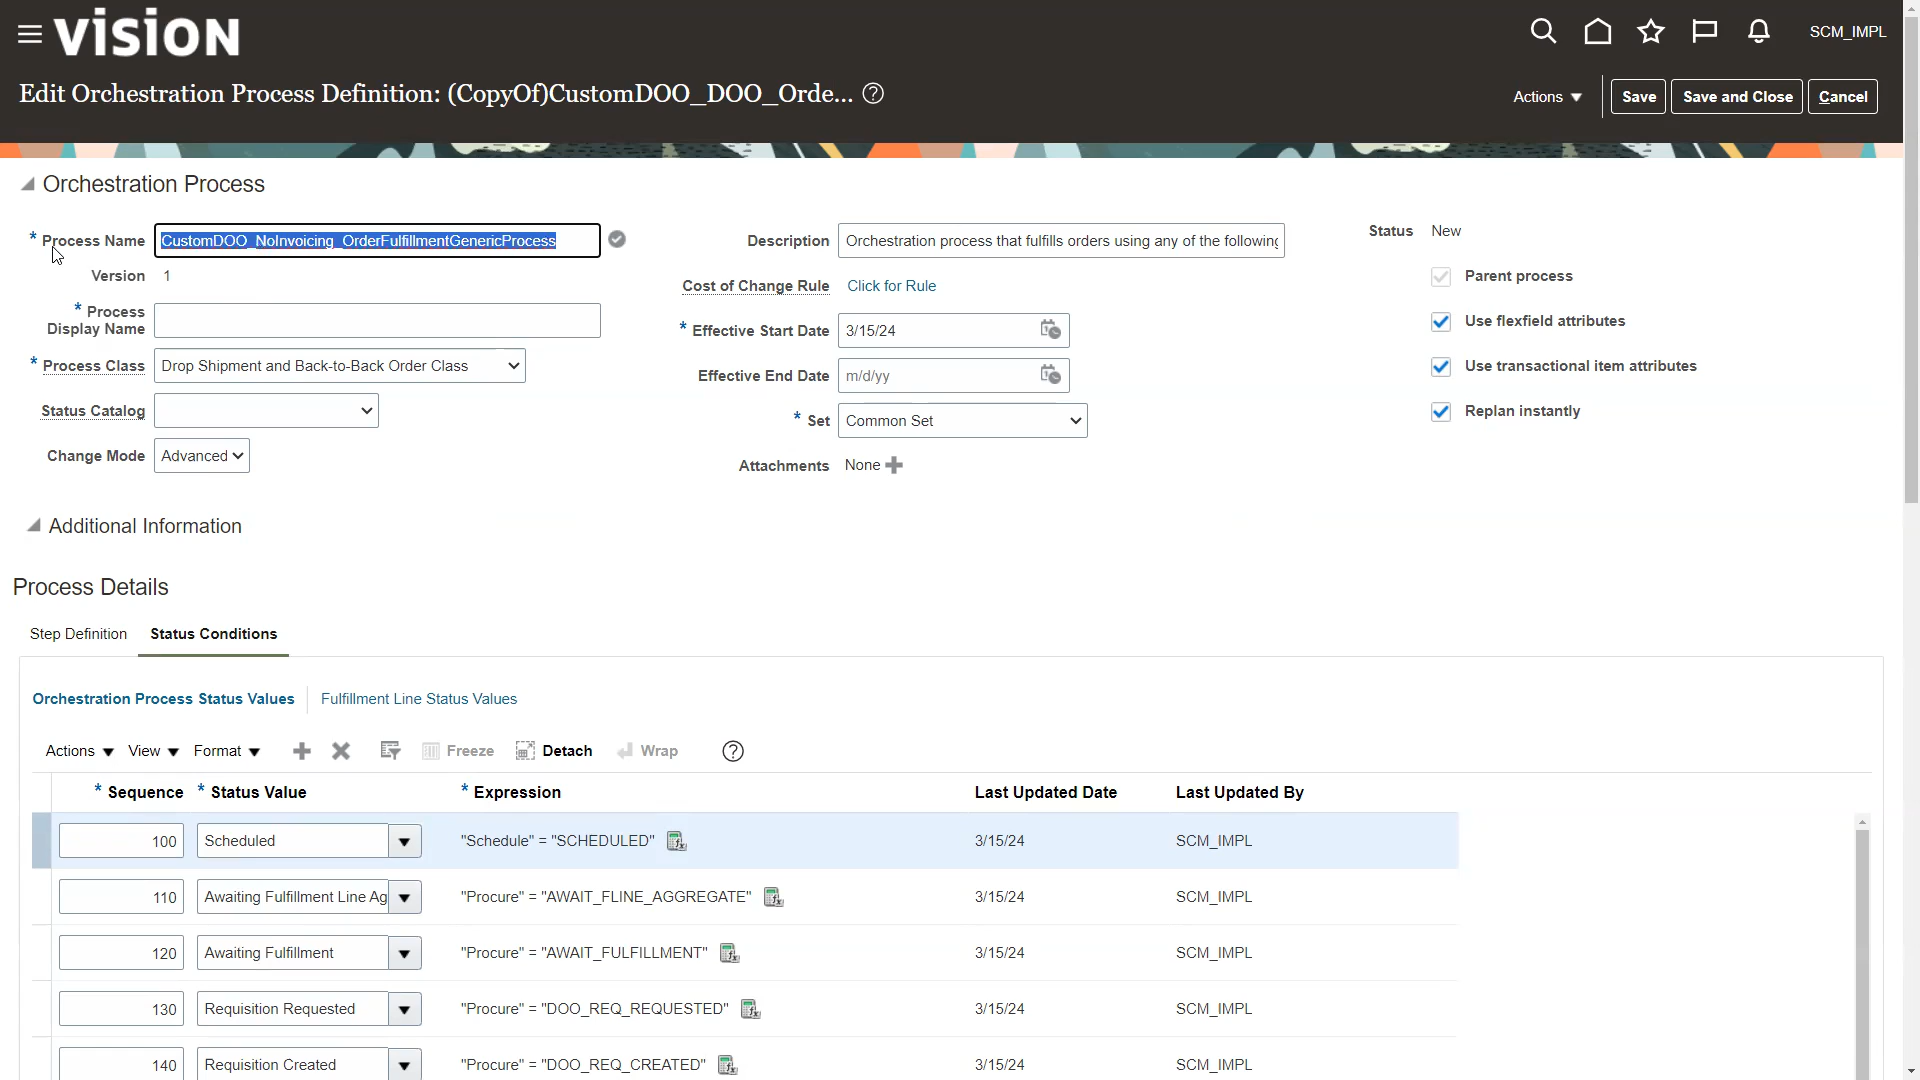 VISION
SCM_IMPL
Edit Orchestration Process Definition: (CopyOf)CustomDOO_DOO_Orde...
Actions
Save
Save and Close
Cancel
Orchestration Process
* Process Name
CustomDOO_NoInvoicing_OrderFulfillmentGenericProcess
Version 1
* Process Display Name
* Process Class
Drop Shipment and Back-to-Back Order Class
Status Catalog
Change Mode
Advanced
Description
Orchestration process that fulfills orders using any of the following
Cost of Change Rule
Click for Rule
* Effective Start Date
3/15/24
Effective End Date
m/d/yy
* Set
Common Set
Attachments None
Status New
Parent process
Use flexfield attributes
Use transactional item attributes
Replan instantly
Additional Information
Process Details
Step Definition
Status Conditions
Orchestration Process Status Values
Fulfillment Line Status Values
Actions View Format Freeze Detach Wrap
* Sequence * Status Value * Expression Last Updated Date Last Updated By
100 Scheduled "Schedule" = "SCHEDULED" 3/15/24 SCM_IMPL
110 Awaiting Fulfillment Line Ag "Procure" = "AWAIT_FLINE_AGGREGATE" 3/15/24 SCM_IMPL
120 Awaiting Fulfillment "Procure" = "AWAIT_FULFILLMENT" 3/15/24 SCM_IMPL
130 Requisition Requested "Procure" = "DOO_REQ_REQUESTED" 3/15/24 SCM_IMPL
140 Requisition Created "Procure" = "DOO_REQ_CREATED" 3/15/24 SCM_IMPL